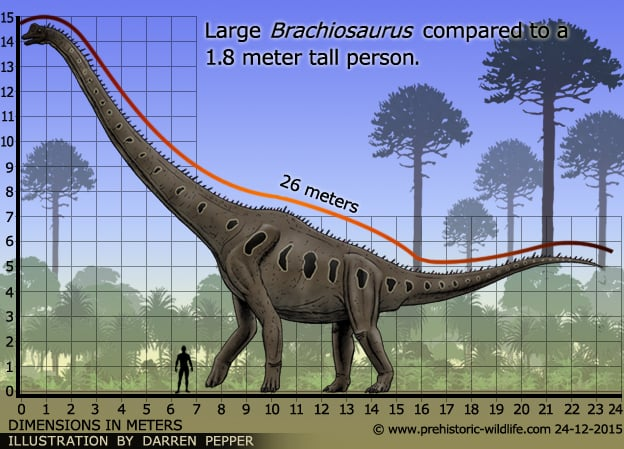 Large Brachiosaurus compared to a
1.8 meter tall person.
15
14
13
12
11
10
9
8
7
6
5
4
3
2
1
0
26 meters
0 1 2 3 4 5 6 7 8 9 10 11 12 13 14 15 16 17 18 19 20 21 22 23 24
DIMENSIONS IN METERS
© www.prehistoric-wildlife.com 24-12-2015
ILLUSTRATION BY DARREN PEPPER